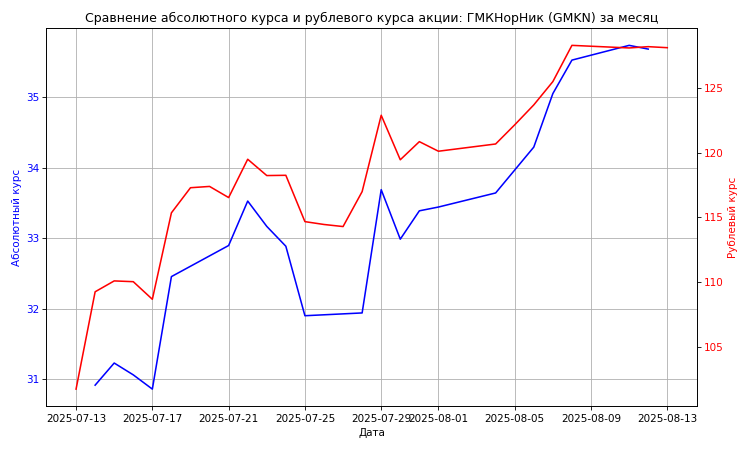 Сравнение абсолютного курса и рублевого курса акции: ГМКНорНик (GMKN) за месяц
35
34
33
32
31
Абсолютный курс
125
120
115
110
105
Рублевый курс
2025-07-13 2025-07-17 2025-07-21 2025-07-25 2025-07-29 2025-08-01 2025-08-05 2025-08-09 2025-08-13
Дата